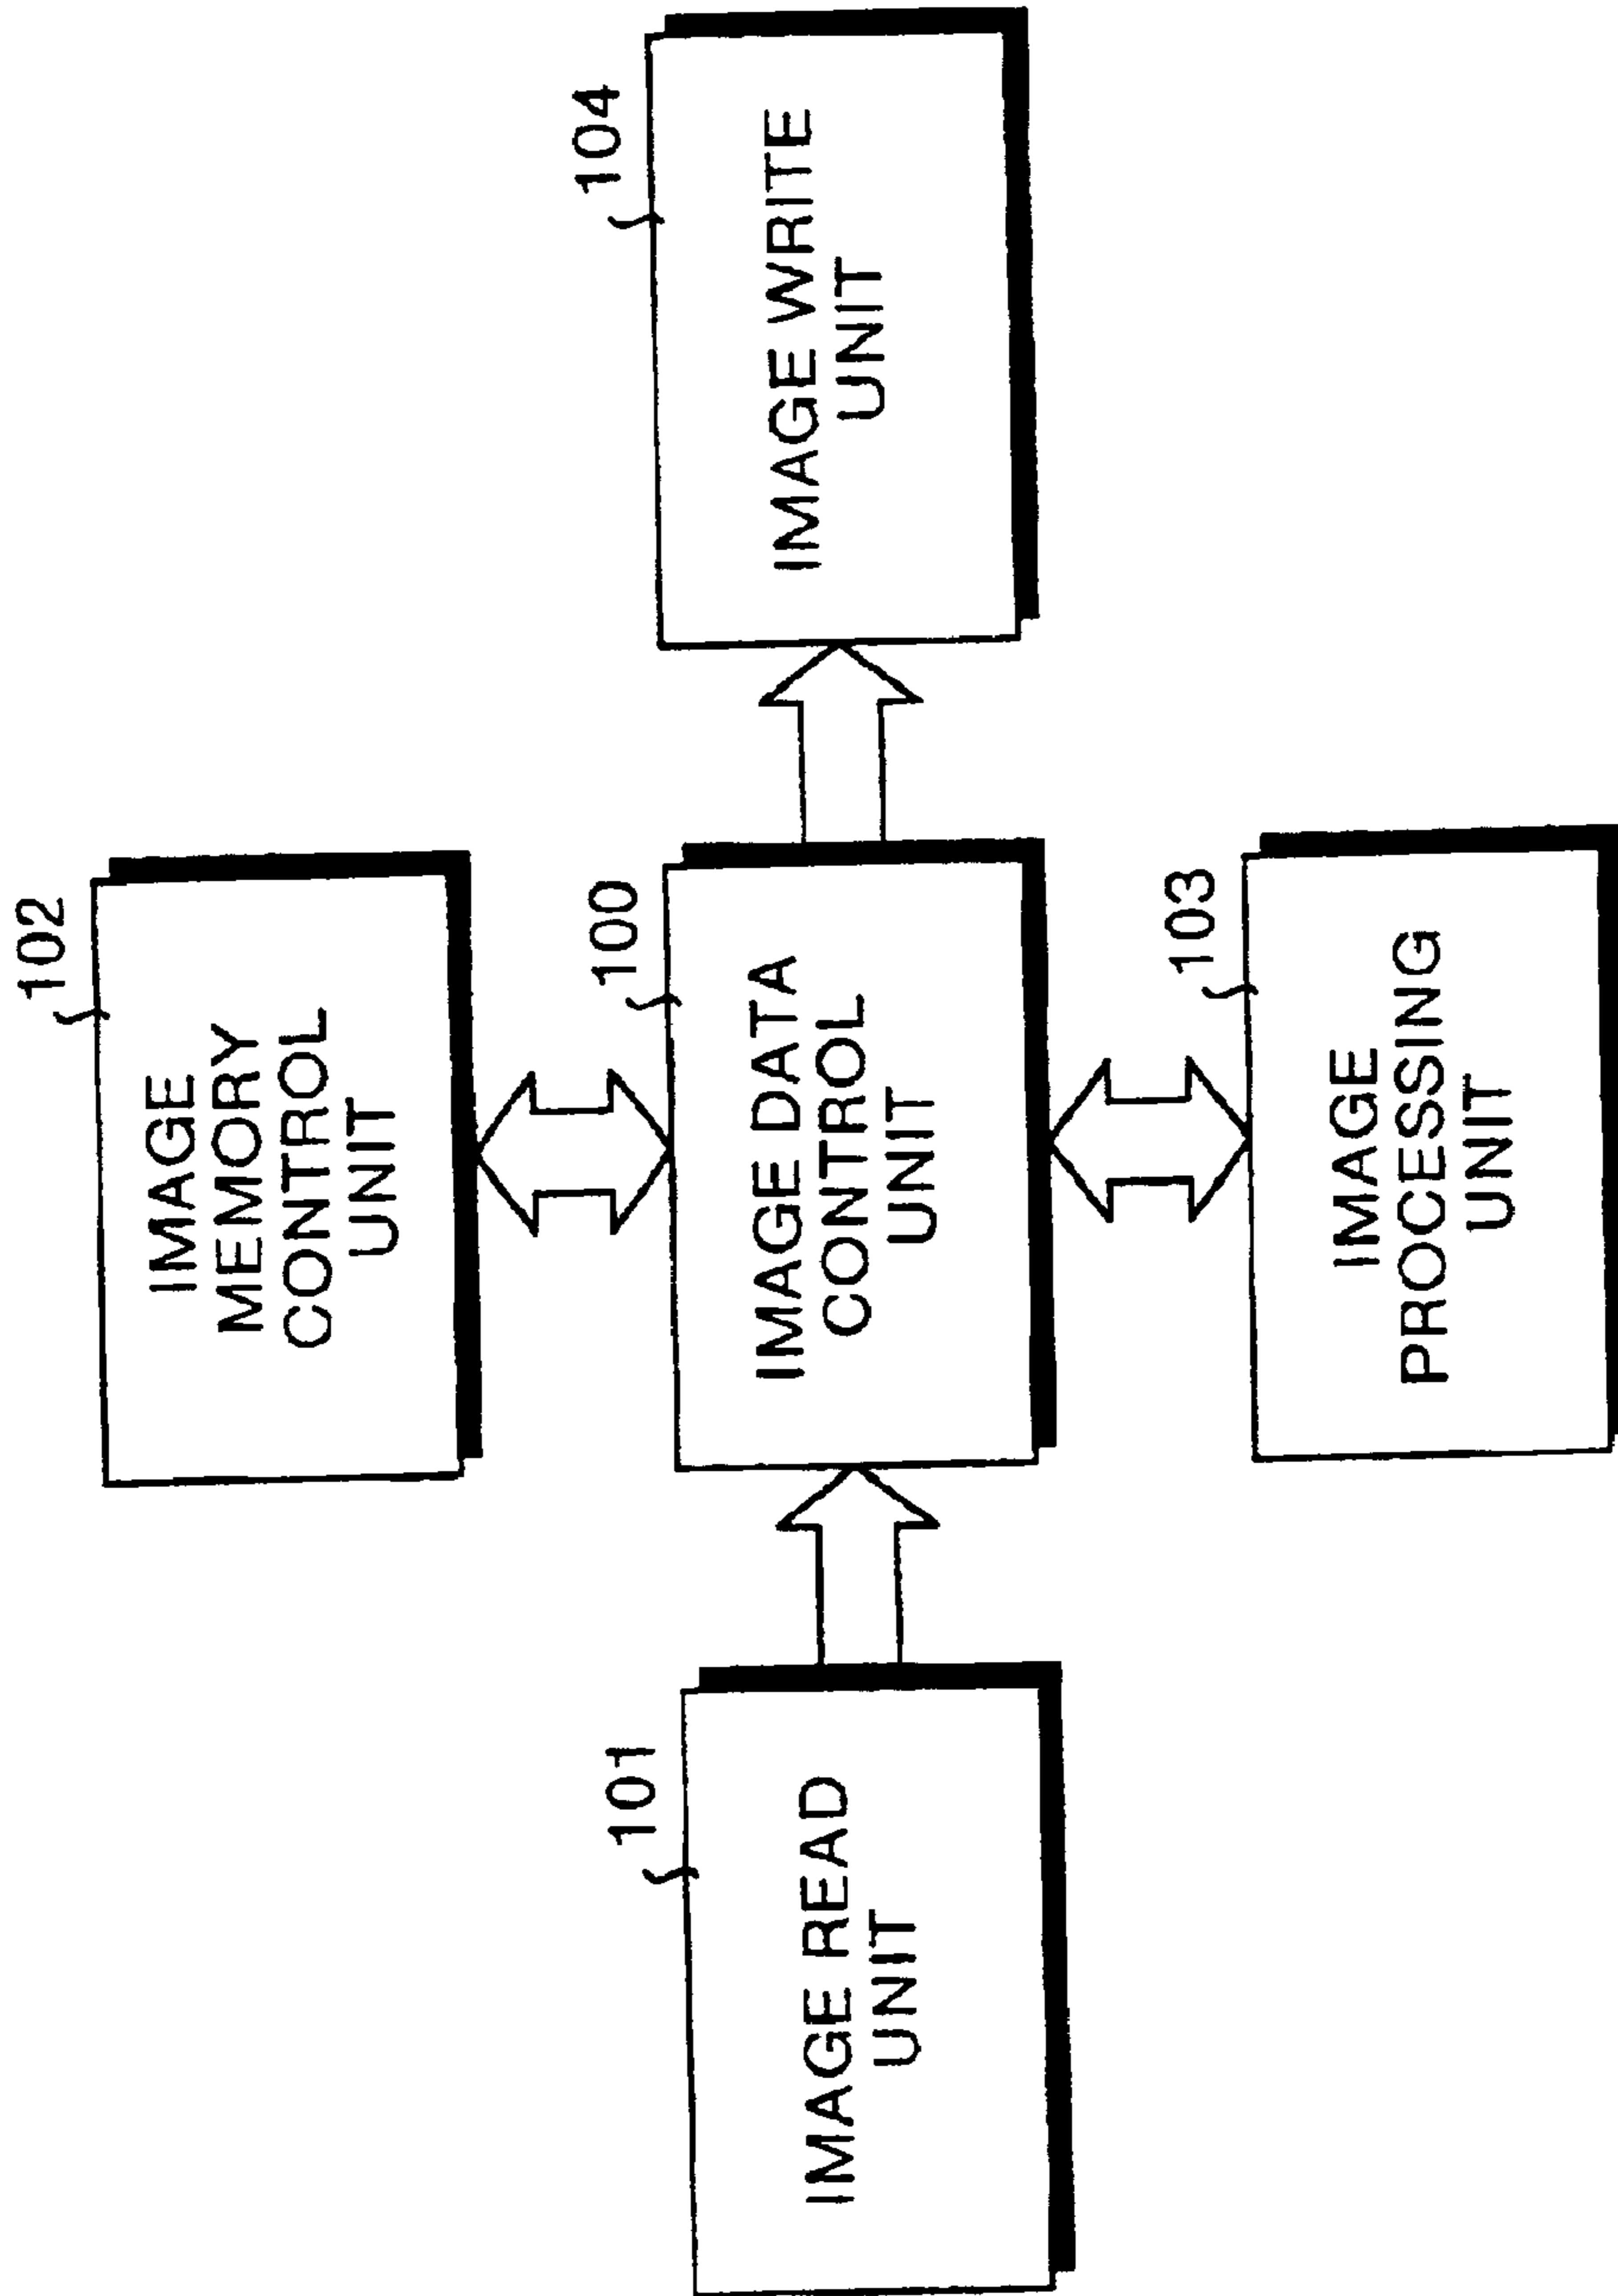 102
IMAGE
MEMORY
CONTROL
UNIT
101
IMAGE READ
UNIT
100
IMAGE DATA
CONTROL
UNIT
104
IMAGE WRITE
UNIT
103
IMAGE
PROCESSING
UNIT